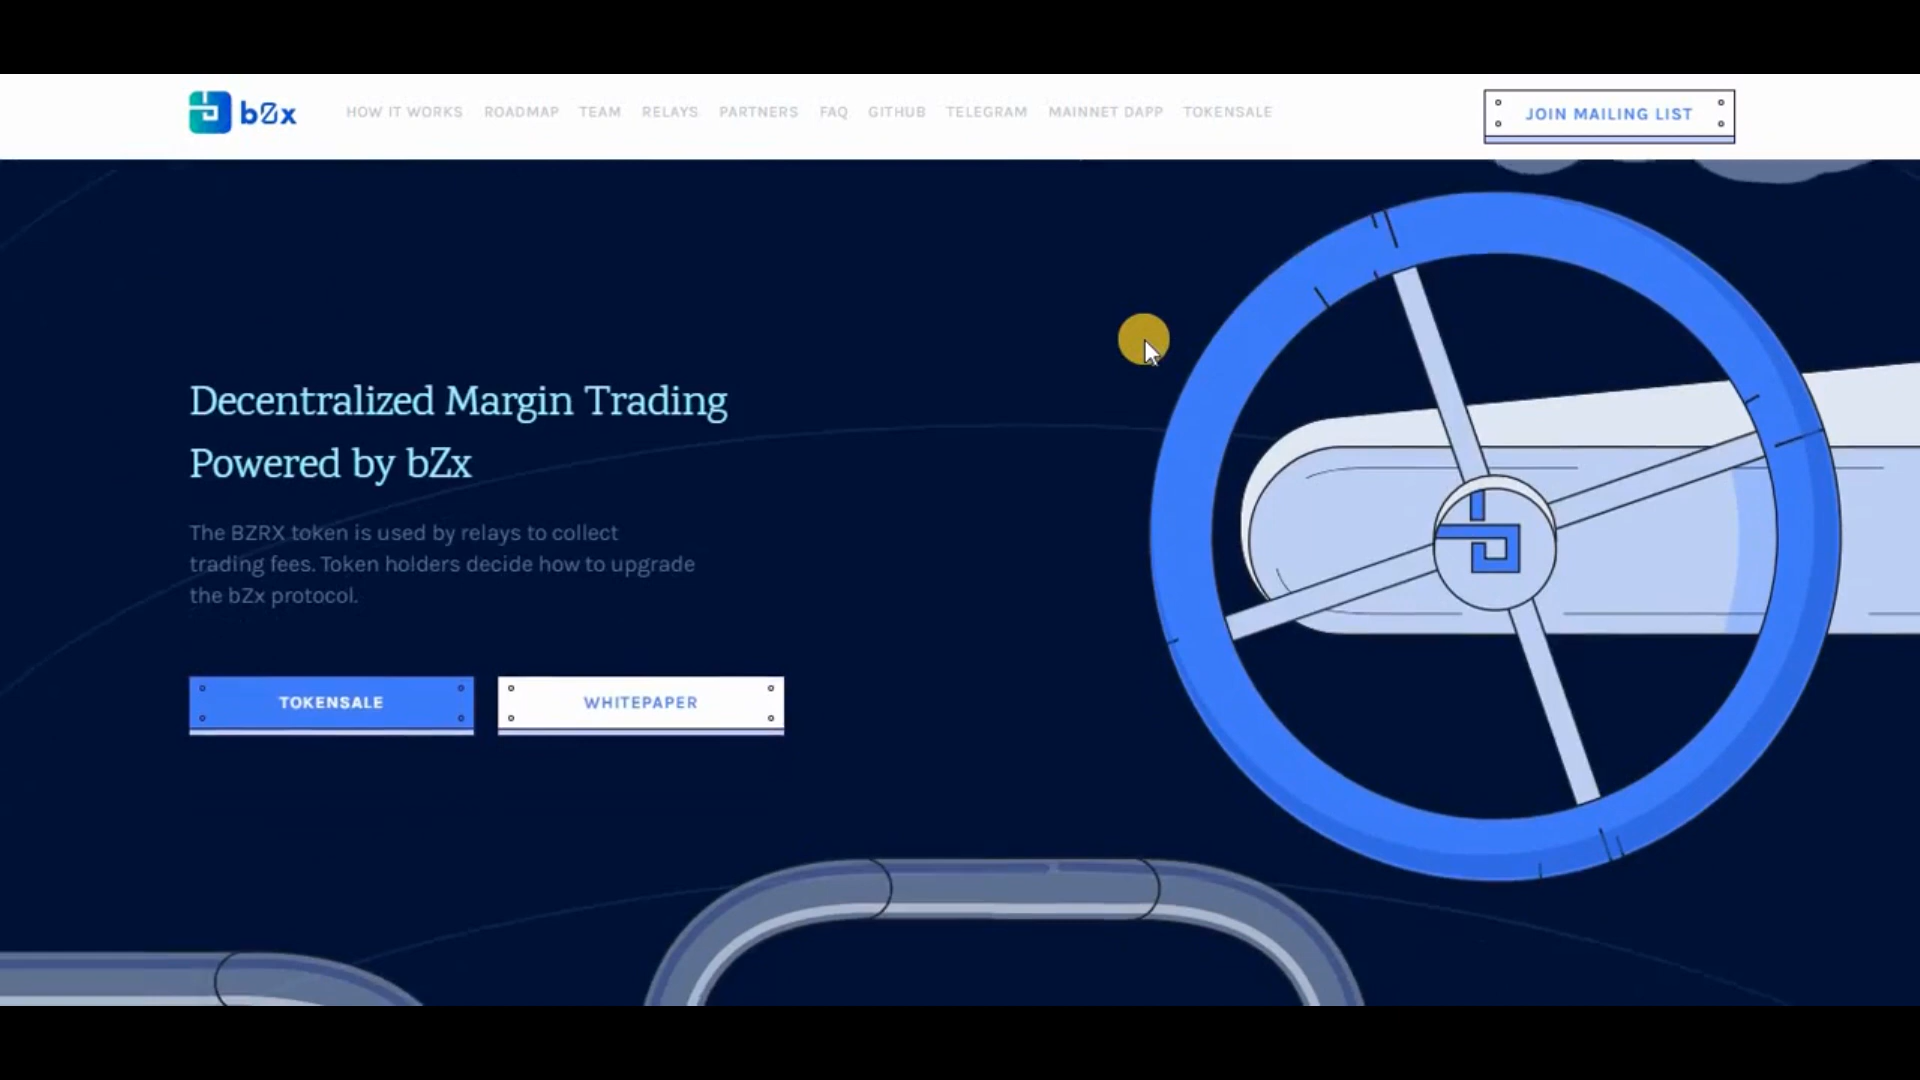 bZx
HOW IT WORKS ROADMAP TEAM RELAYS PARTNERS FAQ GITHUB TELEGRAM MAINNET DAPP TOKENSALE
JOIN MAILING LIST
Decentralized Margin Trading
Powered by bZx
The BZRX token is used by relays to collect
trading fees. Token holders decide how to upgrade
the bZx protocol.
TOKENSALE
WHITEPAPER